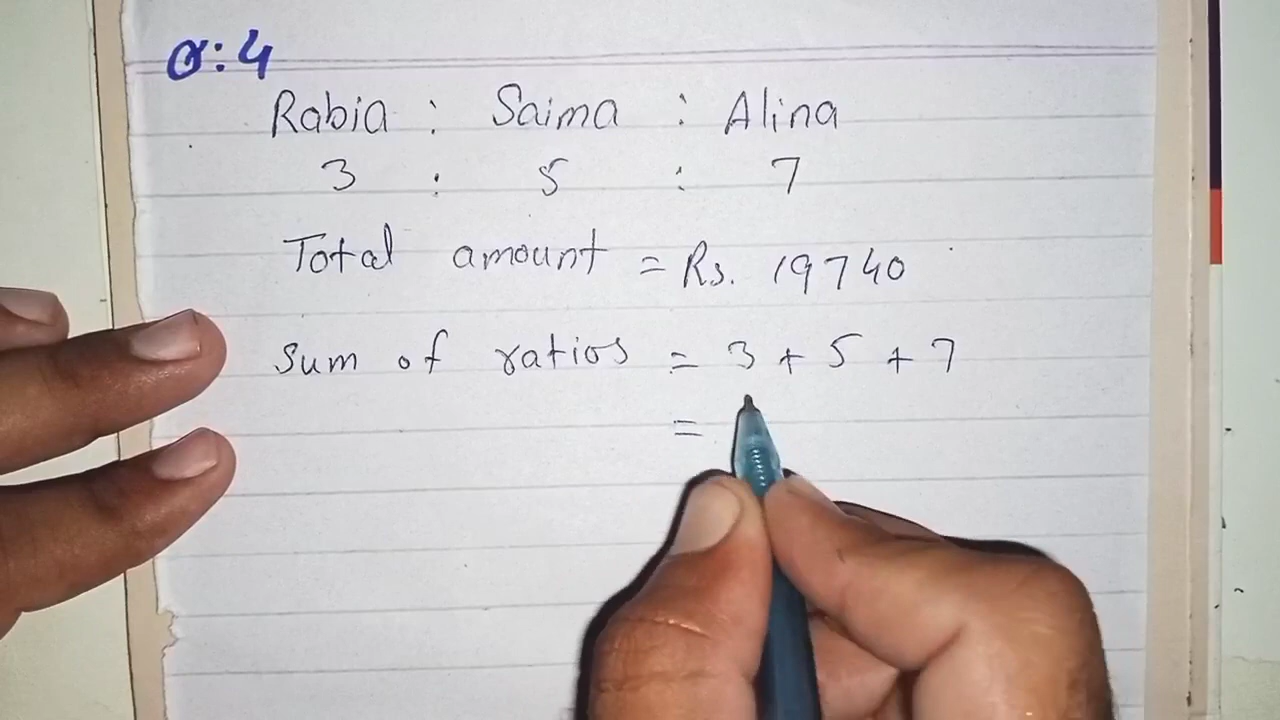 Q:4
Rabia : Saima : Alina
3 : 5 : 7
Total amount = Rs. 19740
Sum of ratios = 3 + 5 + 7
=